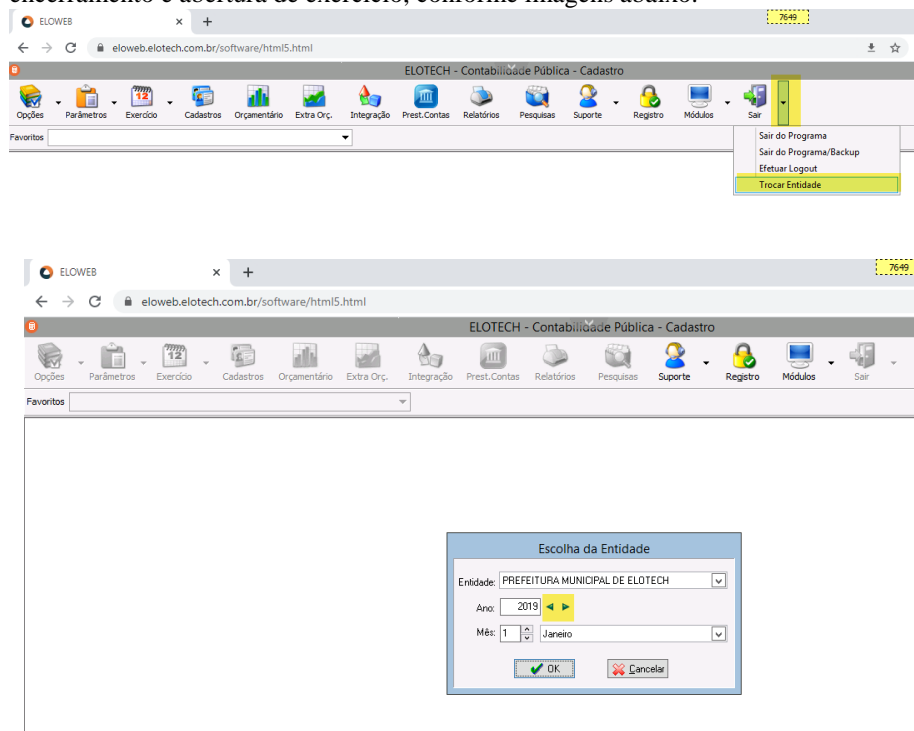 encerramento e abertura de exercício, conforme imagens abaixo:
ELOWEB × + 7649
eloweb.elotech.com.br/software/html5.html
ELOTECH - Contabilidade Pública - Cadastro
12
Opções Parâmetros Exercício Cadastros Orçamentário Extra Orç. Integração Prest.Contas Relatórios Pesquisas Suporte Registro Módulos Sair
Favoritos
Sair do Programa
Sair do Programa/Backup
Efetuar Logout
Trocar Entidade
ELOWEB × + 7649
eloweb.elotech.com.br/software/html5.html
ELOTECH - Contabilidade Pública - Cadastro
12
Opções Parâmetros Exercício Cadastros Orçamentário Extra Orç. Integração Prest.Contas Relatórios Pesquisas Suporte Registro Módulos Sair
Favoritos
Escolha da Entidade
Entidade: PREFEITURA MUNICIPAL DE ELOTECH
Ano: 2019
Mês: 1 Janeiro
OK Cancelar